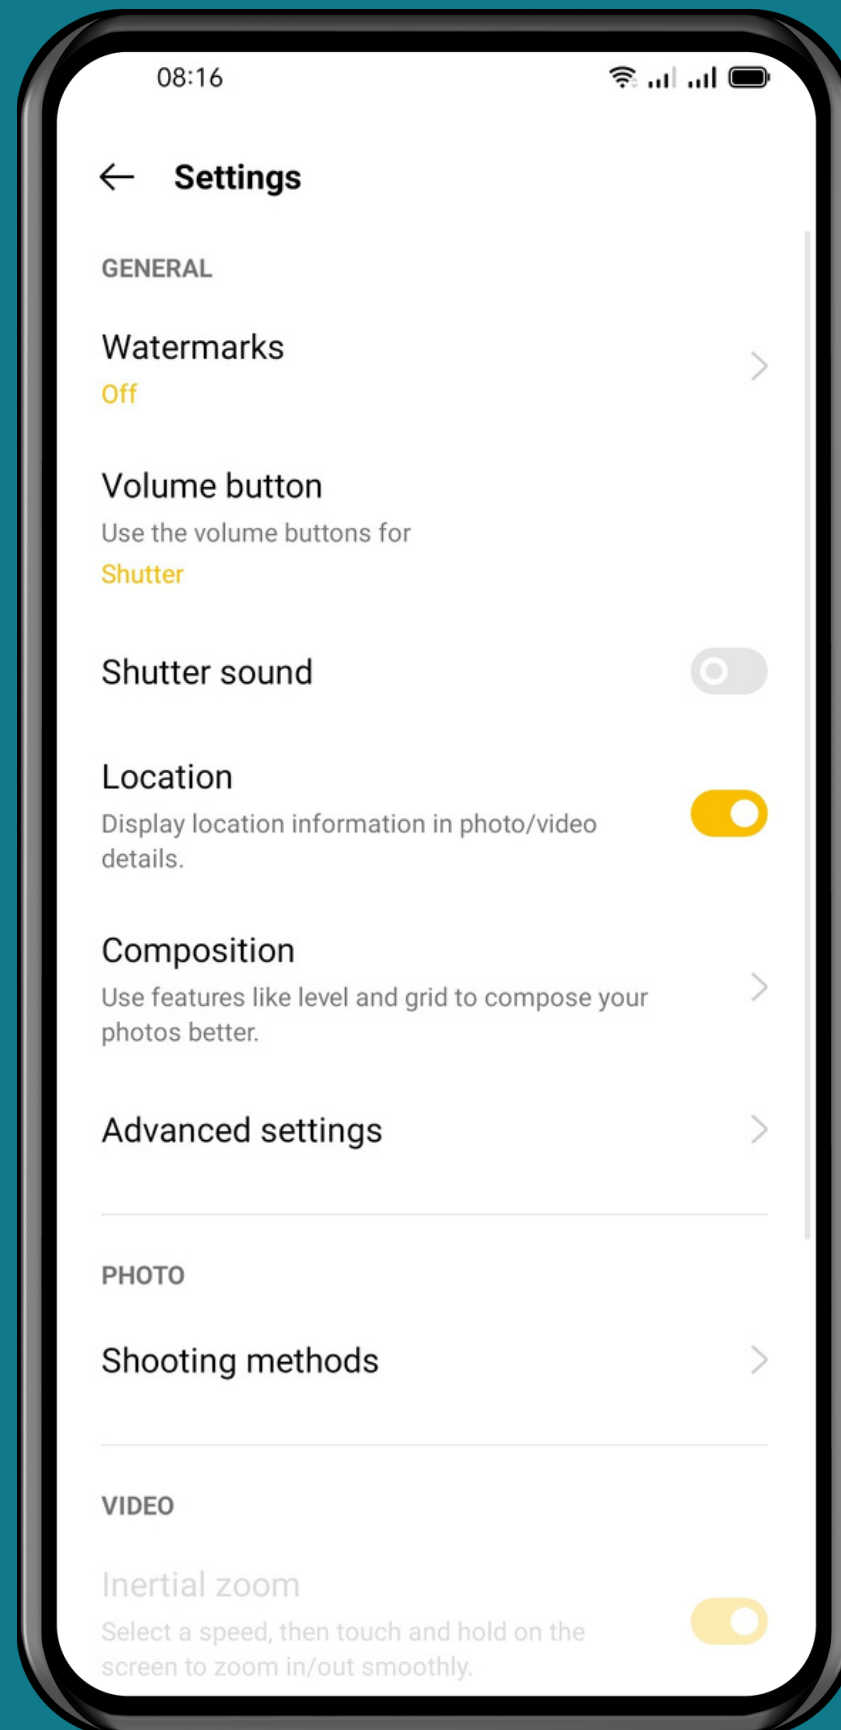 08:16
Settings
GENERAL
Watermarks
Off
Volume button
Use the volume buttons for
Shutter
Shutter sound
Location
Display location information in photo/video
details.
Composition
Use features like level and grid to compose your
photos better.
Advanced settings
PHOTO
Shooting methods
VIDEO
Inertial zoom
Select a speed, then touch and hold on the
screen to zoom in/out smoothly.